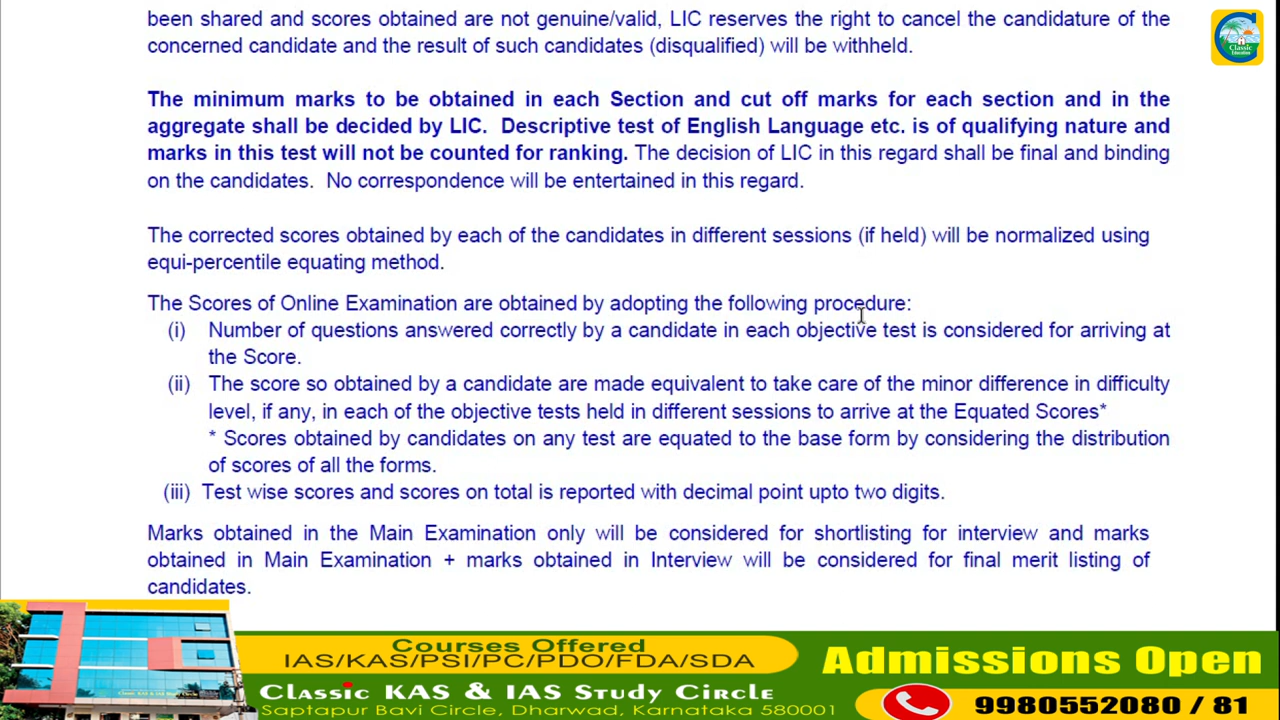 been shared and scores obtained are not genuine/valid, LIC reserves the right to cancel the candidature of the
concerned candidate and the result of such candidates (disqualified) will be withheld.
Classic
Education
The minimum marks to be obtained in each Section and cut off marks for each section and in the
aggregate shall be decided by LIC. Descriptive test of English Language etc. is of qualifying nature and
marks in this test will not be counted for ranking. The decision of LIC in this regard shall be final and binding
on the candidates. No correspondence will be entertained in this regard.
The corrected scores obtained by each of the candidates in different sessions (if held) will be normalized using
equi-percentile equating method.
The Scores of Online Examination are obtained by adopting the following procedure:
(i) Number of questions answered correctly by a candidate in each objective test is considered for arriving at
the Score.
(ii) The score so obtained by a candidate are made equivalent to take care of the minor difference in difficulty
level, if any, in each of the objective tests held in different sessions to arrive at the Equated Scores*
* Scores obtained by candidates on any test are equated to the base form by considering the distribution
of scores of all the forms.
(iii) Test wise scores and scores on total is reported with decimal point upto two digits.
Marks obtained in the Main Examination only will be considered for shortlisting for interview and marks
obtained in Main Examination + marks obtained in Interview will be considered for final merit listing of
candidates.
Courses Offered
IAS/KAS/PSI/PC/PDO/FDA/SDA
Classic KAS & IAS Study Circle
Saptapur Bavi Circle, Dharwad, Karnataka 580001
Admissions Open
9980552080 / 81